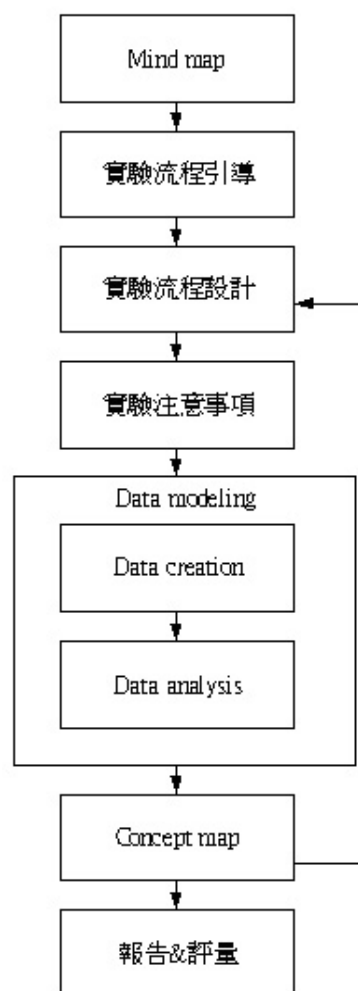 Mind map
實驗流程引導
實驗流程設計
實驗注意事項
Data modeling
Data creation
Data analysis
Concept map
報告&評量